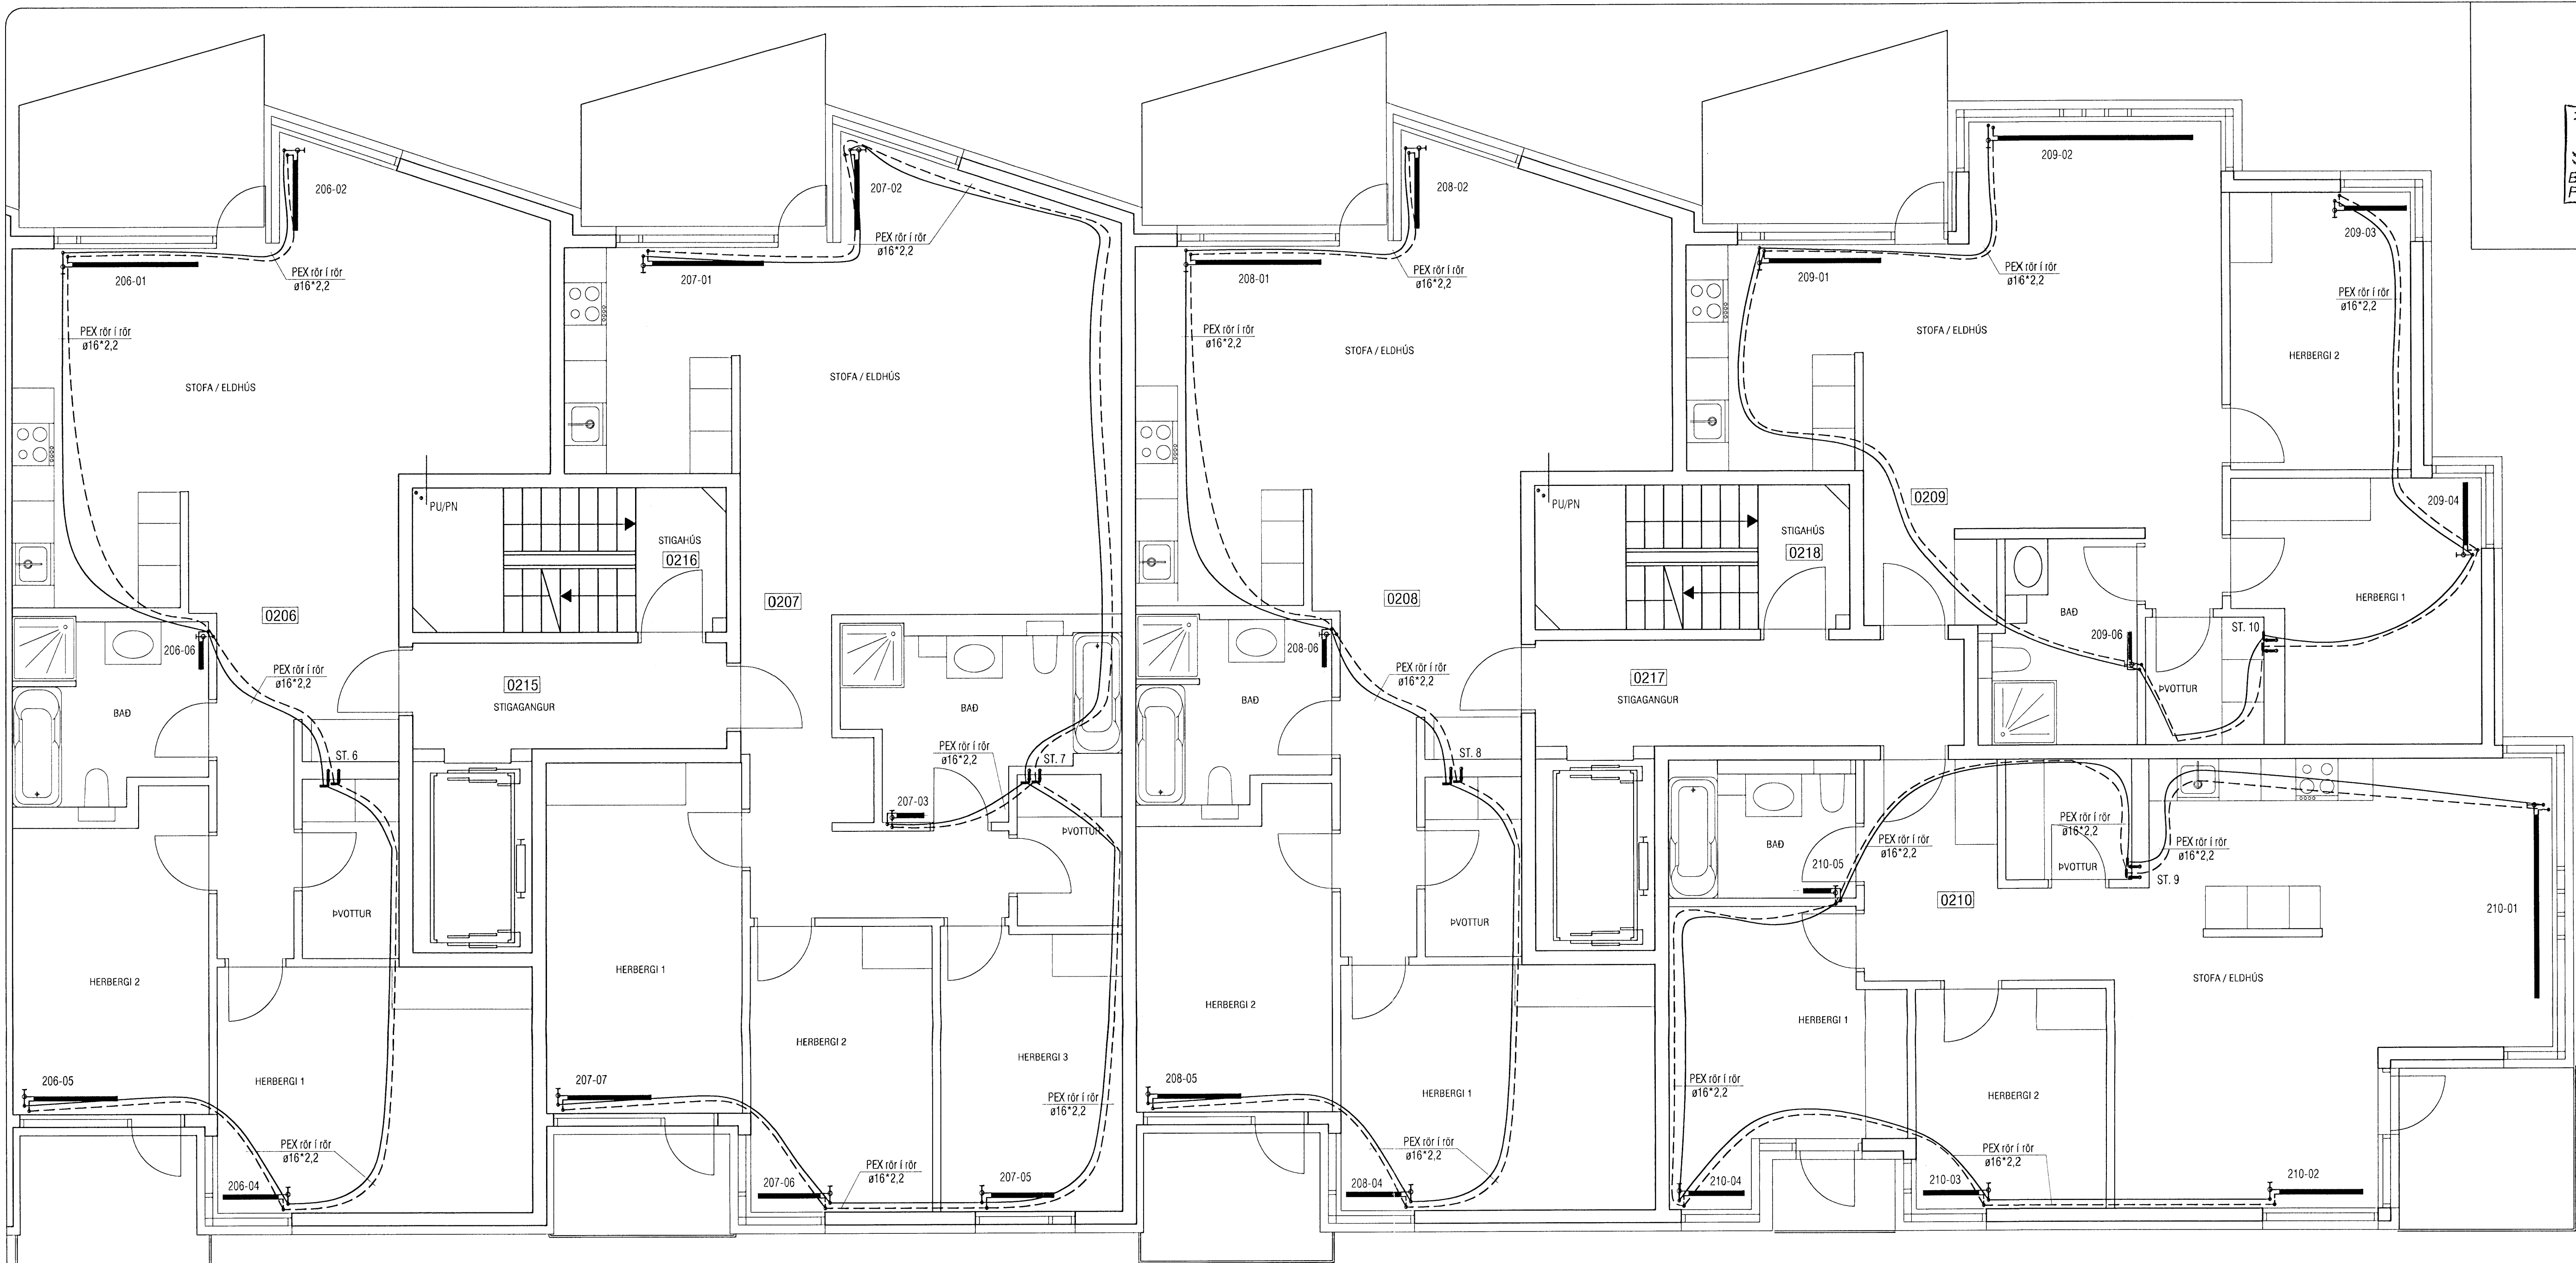 206-02
206-01
PEX rör í rör
ø16*2,2
PEX rör í rör
ø16*2,2
STOFA / ELDHÚS
0206
206-06
PEX rör í rör
ø16*2,2
BAÐ
ST. 6
ÞVOTTUR
HERBERGI 2
HERBERGI 1
206-05
PEX rör í rör
ø16*2,2
206-04
PU/PN
STIGAHÚS
0216
0215
STIGAGANGUR
207-02
PEX rör í rör
ø16*2,2
207-01
STOFA / ELDHÚS
0207
BAÐ
PEX rör í rör
ø16*2,2
ST. 7
207-03
ÞVOTTUR
HERBERGI 1
HERBERGI 2
HERBERGI 3
207-07
PEX rör í rör
ø16*2,2
PEX rör í rör
ø16*2,2
207-06
207-05
208-02
208-01
PEX rör í rör
ø16*2,2
PEX rör í rör
ø16*2,2
STOFA / ELDHÚS
0208
208-06
PEX rör í rör
ø16*2,2
BAÐ
ST. 8
ÞVOTTUR
HERBERGI 2
HERBERGI 1
208-05
PEX rör í rör
ø16*2,2
208-04
PU/PN
STIGAHÚS
0218
0217
STIGAGANGUR
209-02
209-03
209-01
PEX rör í rör
ø16*2,2
PEX rör í rör
ø16*2,2
STOFA / ELDHÚS
HERBERGI 2
0209
209-04
BAÐ
HERBERGI 1
209-06
ST. 10
ÞVOTTUR
BAÐ
210-05
PEX rör í rör
ø16*2,2
PEX rör í rör
ø16*2,2
PEX rör í rör
ø16*2,2
ÞVOTTUR
ST. 9
0210
210-01
STOFA / ELDHÚS
HERBERGI 1
PEX rör í rör
ø16*2,2
HERBERGI 2
PEX rör í rör
ø16*2,2
210-04
210-03
210-02